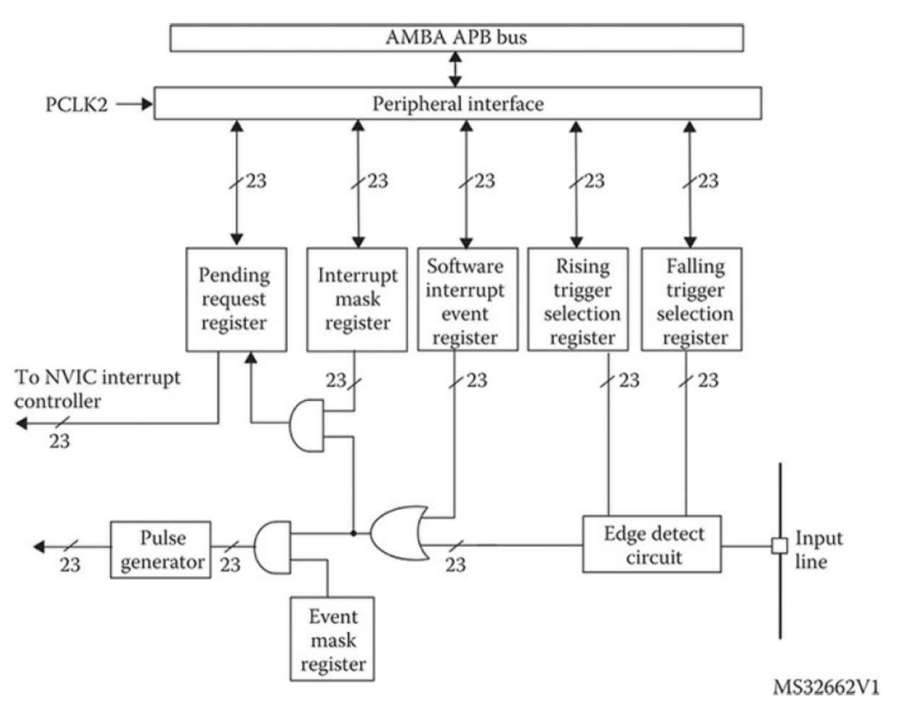 AMBA APB bus
PCLK2
Peripheral interface
23
23
23
23
23
Pending
request
register
Interrupt
mask
register
Software
interrupt
event
register
Rising
trigger
selection
register
Falling
trigger
selection
register
To NVIC interrupt
controller
23
23
23
23
23
Pulse
generator
23
23
23
Edge detect
circuit
Input
line
Event
mask
register
MS32662V1